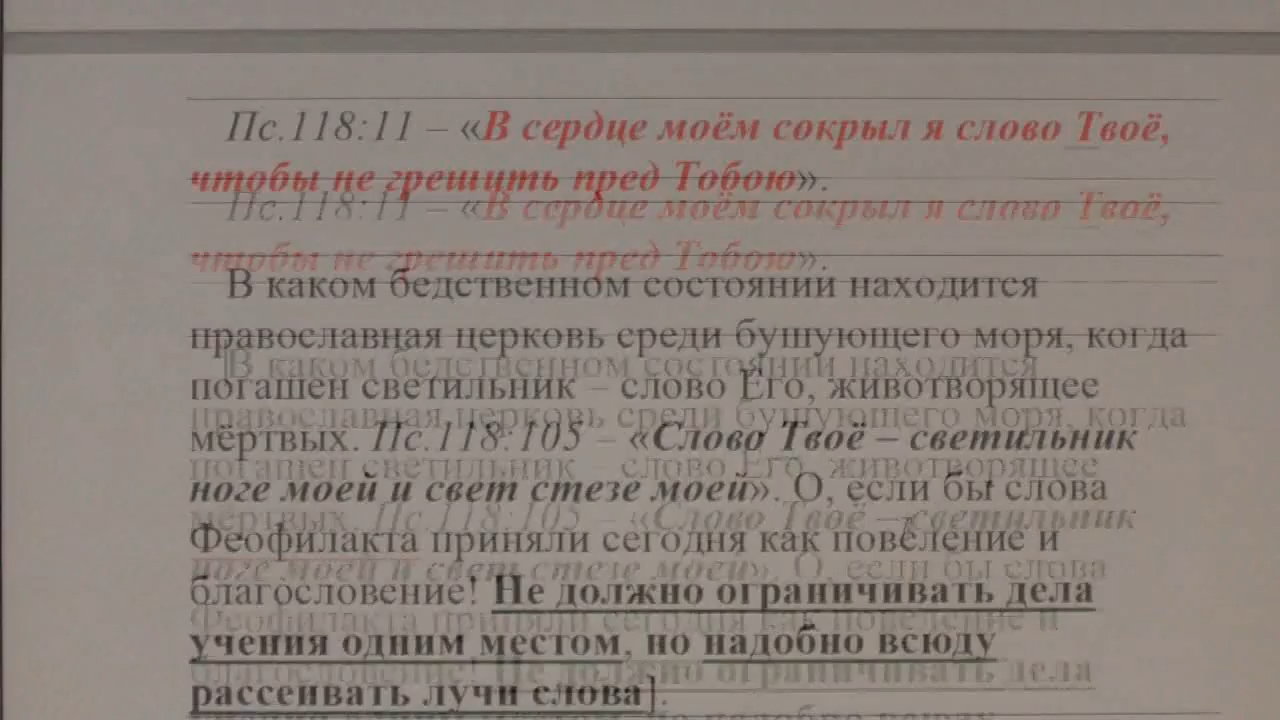 Пс.118:11 – «В сердце моём сокрыл я слово Твоё,
чтобы не грешить пред Тобою».
В каком бедственном состоянии находится
православная церковь среди бушующего моря, когда
погашен светильник – слово Его, животворящее
мёртвых. Пс.118:105 – «Слово Твоё – светильник
ноге моей и свет стезе моей». О, если бы слова
Феофилакта приняли сегодня как повеление и
благословение! Не должно ограничивать дела
учения одним местом, но надобно всюду
рассеивать лучи слова].